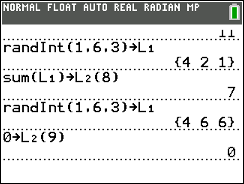 NORMAL FLOAT AUTO REAL RADIAN MP
11
randInt(1,6,3)→L₁
{4 2 1}
sum(L₁)→L₂(8)
7
randInt(1,6,3)→L₁
{4 6 6}
0→L₂(9)
0